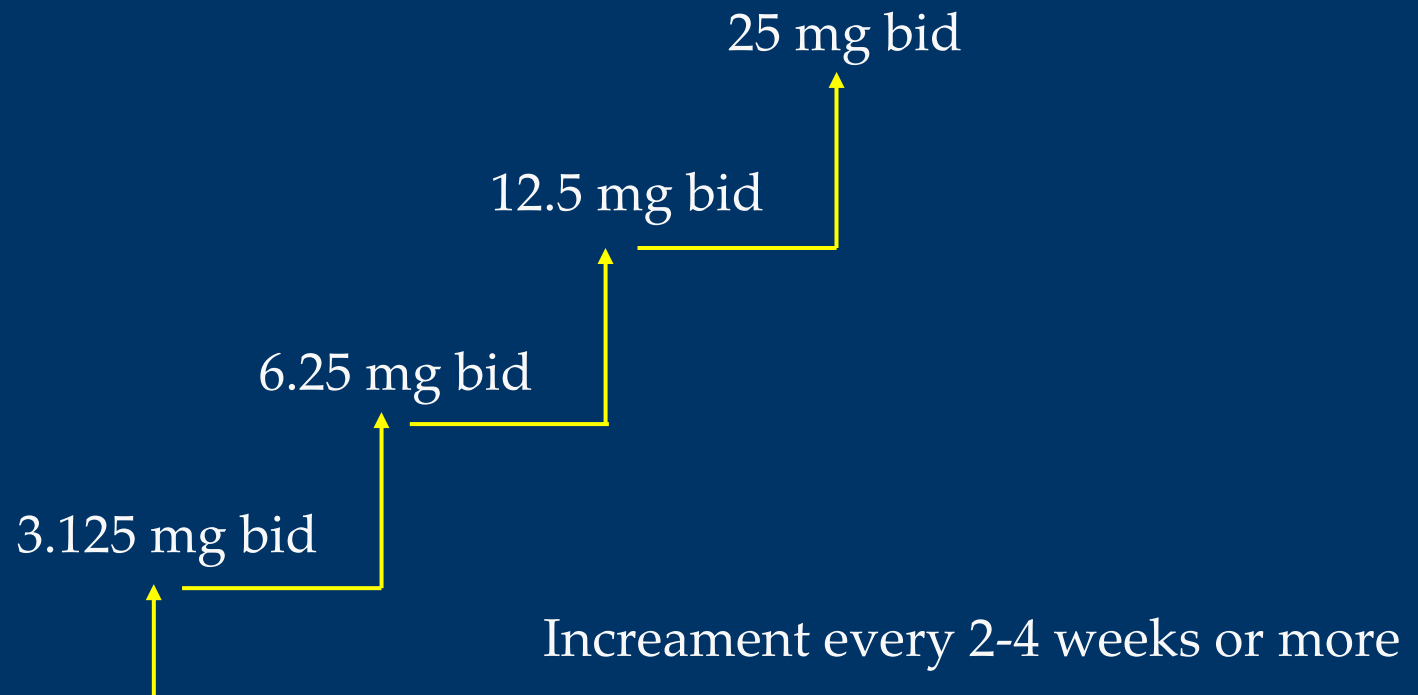 25 mg bid
12.5 mg bid
6.25 mg bid
3.125 mg bid
Increament every 2-4 weeks or more